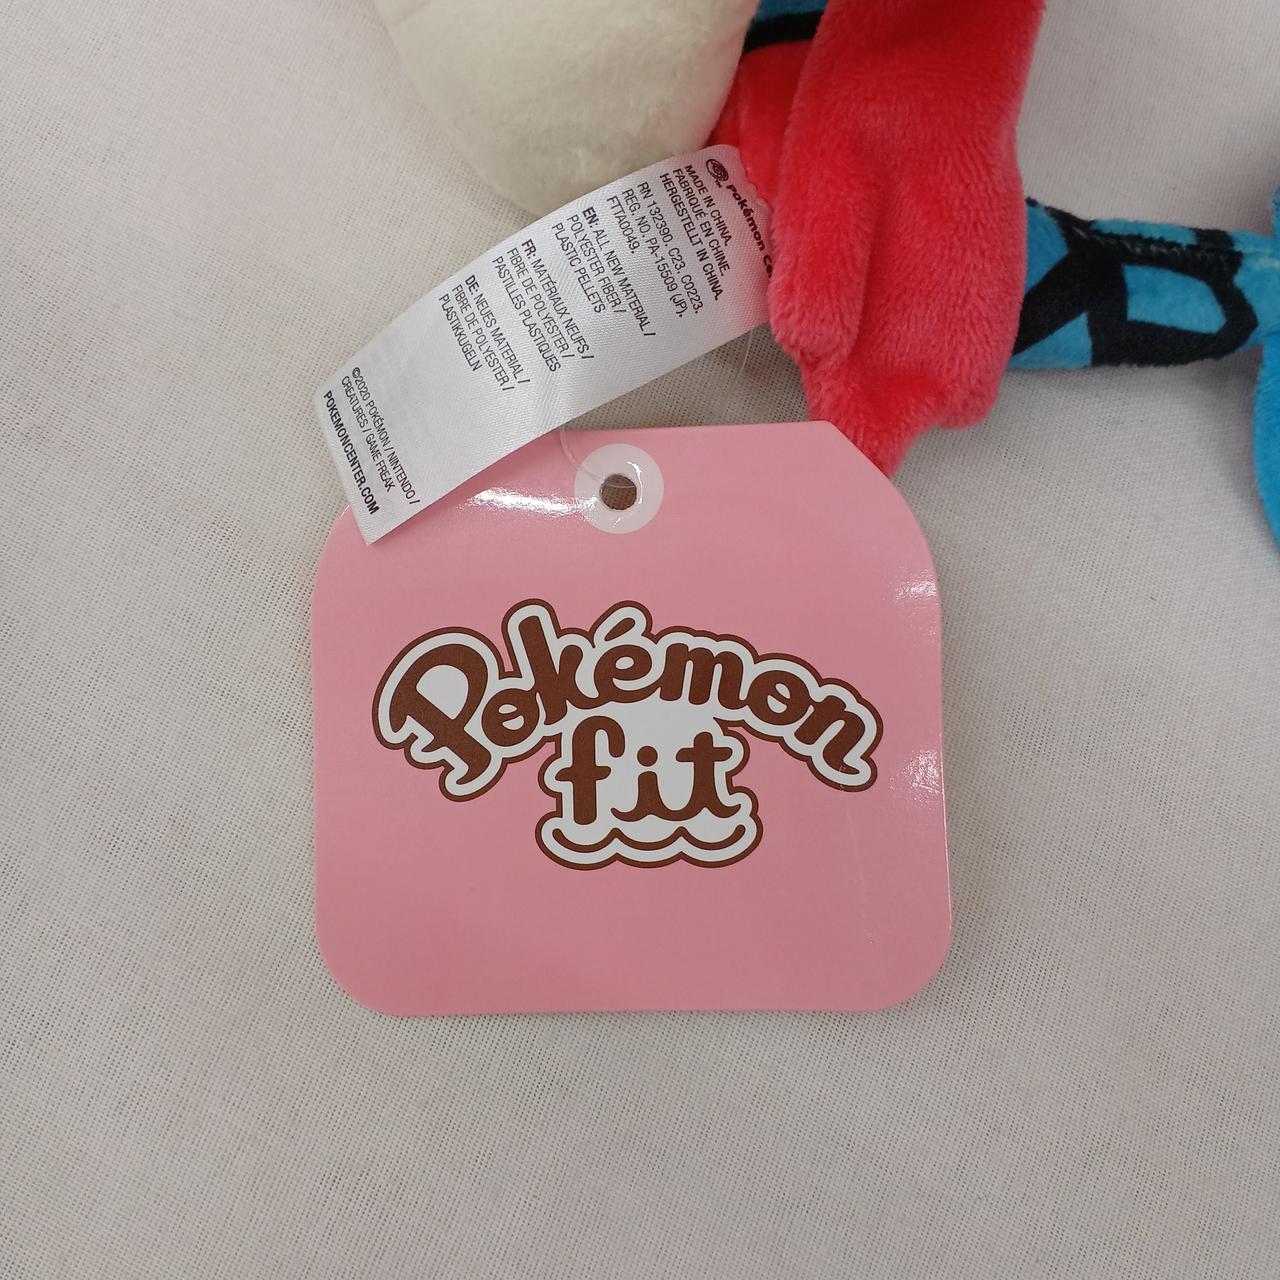 Pokémon
MADE IN CHINA.
FABRIQUÉ EN CHINE.
HERGESTELLT IN CHINA.
RN 132390. C23. C0223.
REG. NO. PA-15509 (JP).
FTTA0049.
EN: ALL NEW MATERIAL /
POLYESTER FIBER /
PLASTIC PELLETS
FR: MATÉRIAUX NEUFS /
FIBRE DE POLYESTER /
PASTILLES PLASTIQUES
DE: NEUES MATERIAL /
FIBRE DE POLYESTER /
PLASTIKKUGELN
©2020 POKÉMON / NINTENDO /
CREATURES / GAME FREAK
POKEMONCENTER.COM
Pokémon
fit